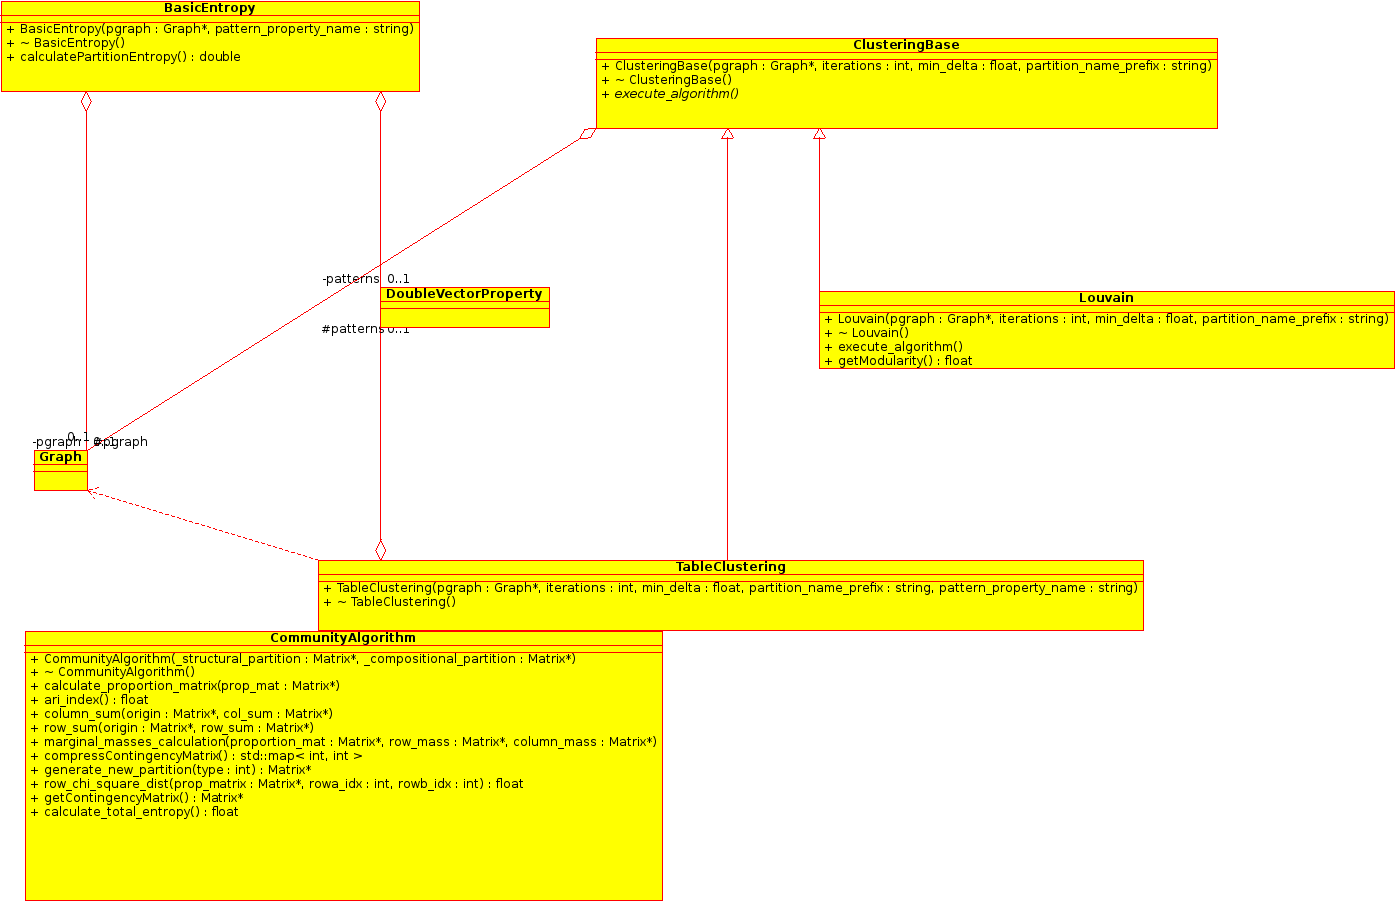 BasicEntropy
+ BasicEntropy(pgraph : Graph*, pattern_property_name : string)
+ ~ BasicEntropy()
+ calculatePartitionEntropy() : double
ClusteringBase
+ ClusteringBase(pgraph : Graph*, iterations : int, min_delta : float, partition_name_prefix : string)
+ ~ ClusteringBase()
+ execute_algorithm()
-patterns 0..1
DoubleVectorProperty
#patterns 0..1
Louvain
+ Louvain(pgraph : Graph*, iterations : int, min_delta : float, partition_name_prefix : string)
+ ~ Louvain()
+ execute_algorithm()
+ getModularity() : float
0..1
-pgraph #pgraph
Graph
TableClustering
+ TableClustering(pgraph : Graph*, iterations : int, min_delta : float, partition_name_prefix : string, pattern_property_name : string)
+ ~ TableClustering()
CommunityAlgorithm
+ CommunityAlgorithm(_structural_partition : Matrix*, _compositional_partition : Matrix*)
+ ~ CommunityAlgorithm()
+ calculate_proportion_matrix(prop_mat : Matrix*)
+ ari_index() : float
+ column_sum(origin : Matrix*, col_sum : Matrix*)
+ row_sum(origin : Matrix*, row_sum : Matrix*)
+ marginal_masses_calculation(proportion_mat : Matrix*, row_mass : Matrix*, column_mass : Matrix*)
+ compressContingencyMatrix() : std::map< int, int >
+ generate_new_partition(type : int) : Matrix*
+ row_chi_square_dist(prop_matrix : Matrix*, rowa_idx : int, rowb_idx : int) : float
+ getContingencyMatrix() : Matrix*
+ calculate_total_entropy() : float